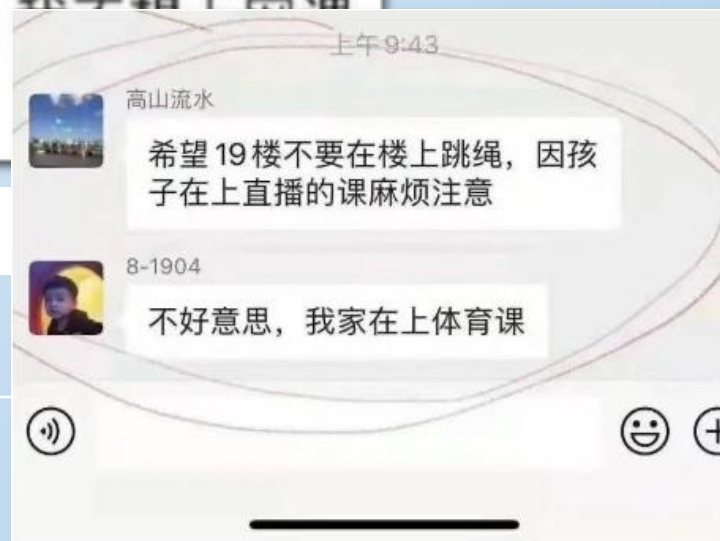 上午9:43
高山流水
希望19楼不要在楼上跳绳，因孩
子在上直播的课麻烦注意
8-1904
不好意思，我家在上体育课